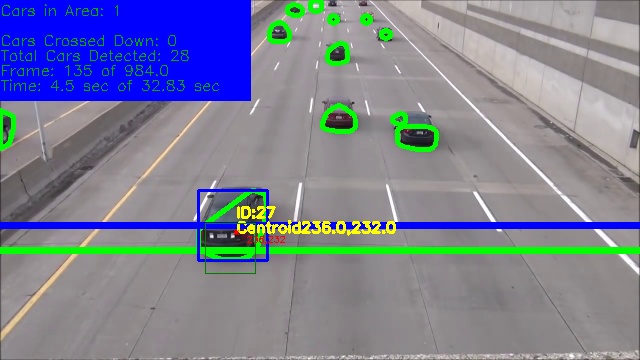 Cars in Area: 1
Cars Crossed Down: 0
Total Cars Detected: 28
Frame: 135 of 984.0
Time: 4.5 sec of 32.83 sec
ID:27
Centroid236.0,232.0